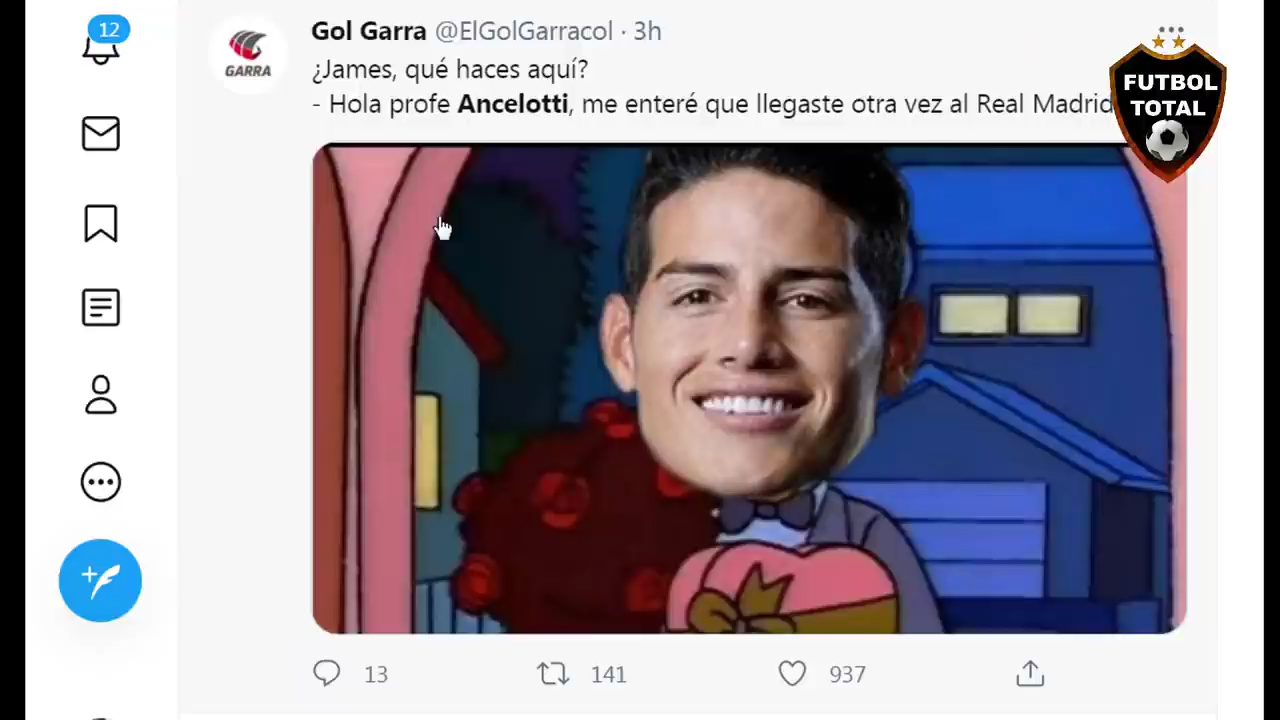 12
Gol Garra @ElGolGarracol · 3h
GARRA
¿James, qué haces aquí?
- Hola profe Ancelotti, me enteré que llegaste otra vez al Real Madrid
FUTBOL
TOTAL
13
141
937